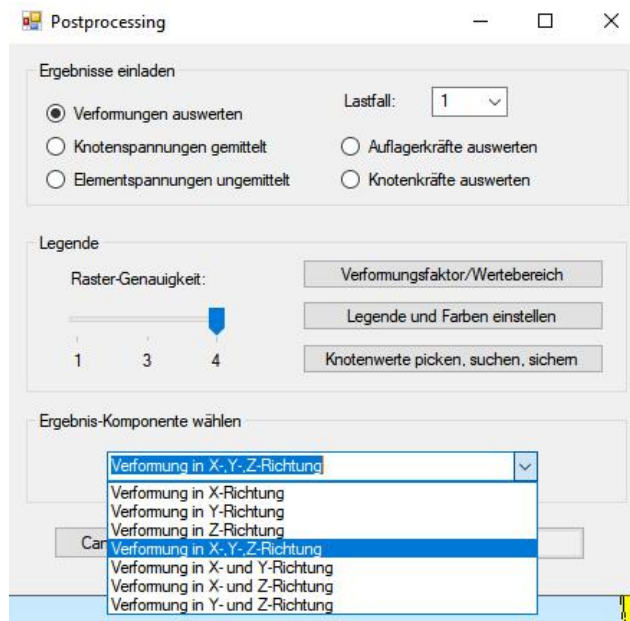 Postprocessing
Ergebnisse einladen
Verformungen auswerten
Lastfall:
1
Knotenspannungen gemittelt
Auflagerkräfte auswerten
Elementspannungen ungemittelt
Knotenkräfte auswerten
Legende
Raster-Genauigkeit:
Verformungsfaktor/Wertebereich
Legende und Farben einstellen
1 3 4
Knotenwerte picken, suchen, sichern
Ergebnis-Komponente wählen
Verformung in X-,Y-,Z-Richtung
Verformung in X-Richtung
Verformung in Y-Richtung
Verformung in Z-Richtung
Verformung in X-,Y-,Z-Richtung
Verformung in X- und Y-Richtung
Verformung in X- und Z-Richtung
Verformung in Y- und Z-Richtung